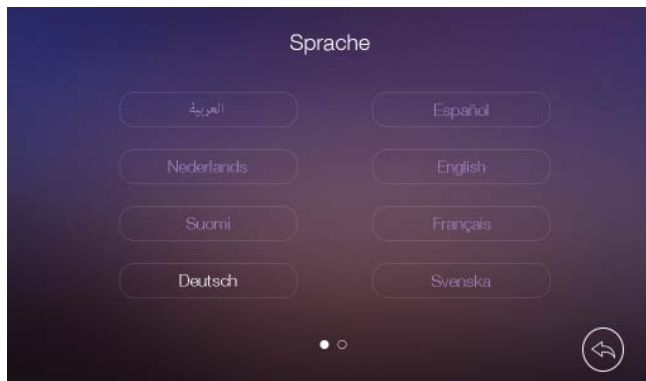 Sprache
العربية
Español
Nederlands
English
Suomi
Français
Deutsch
Svenska